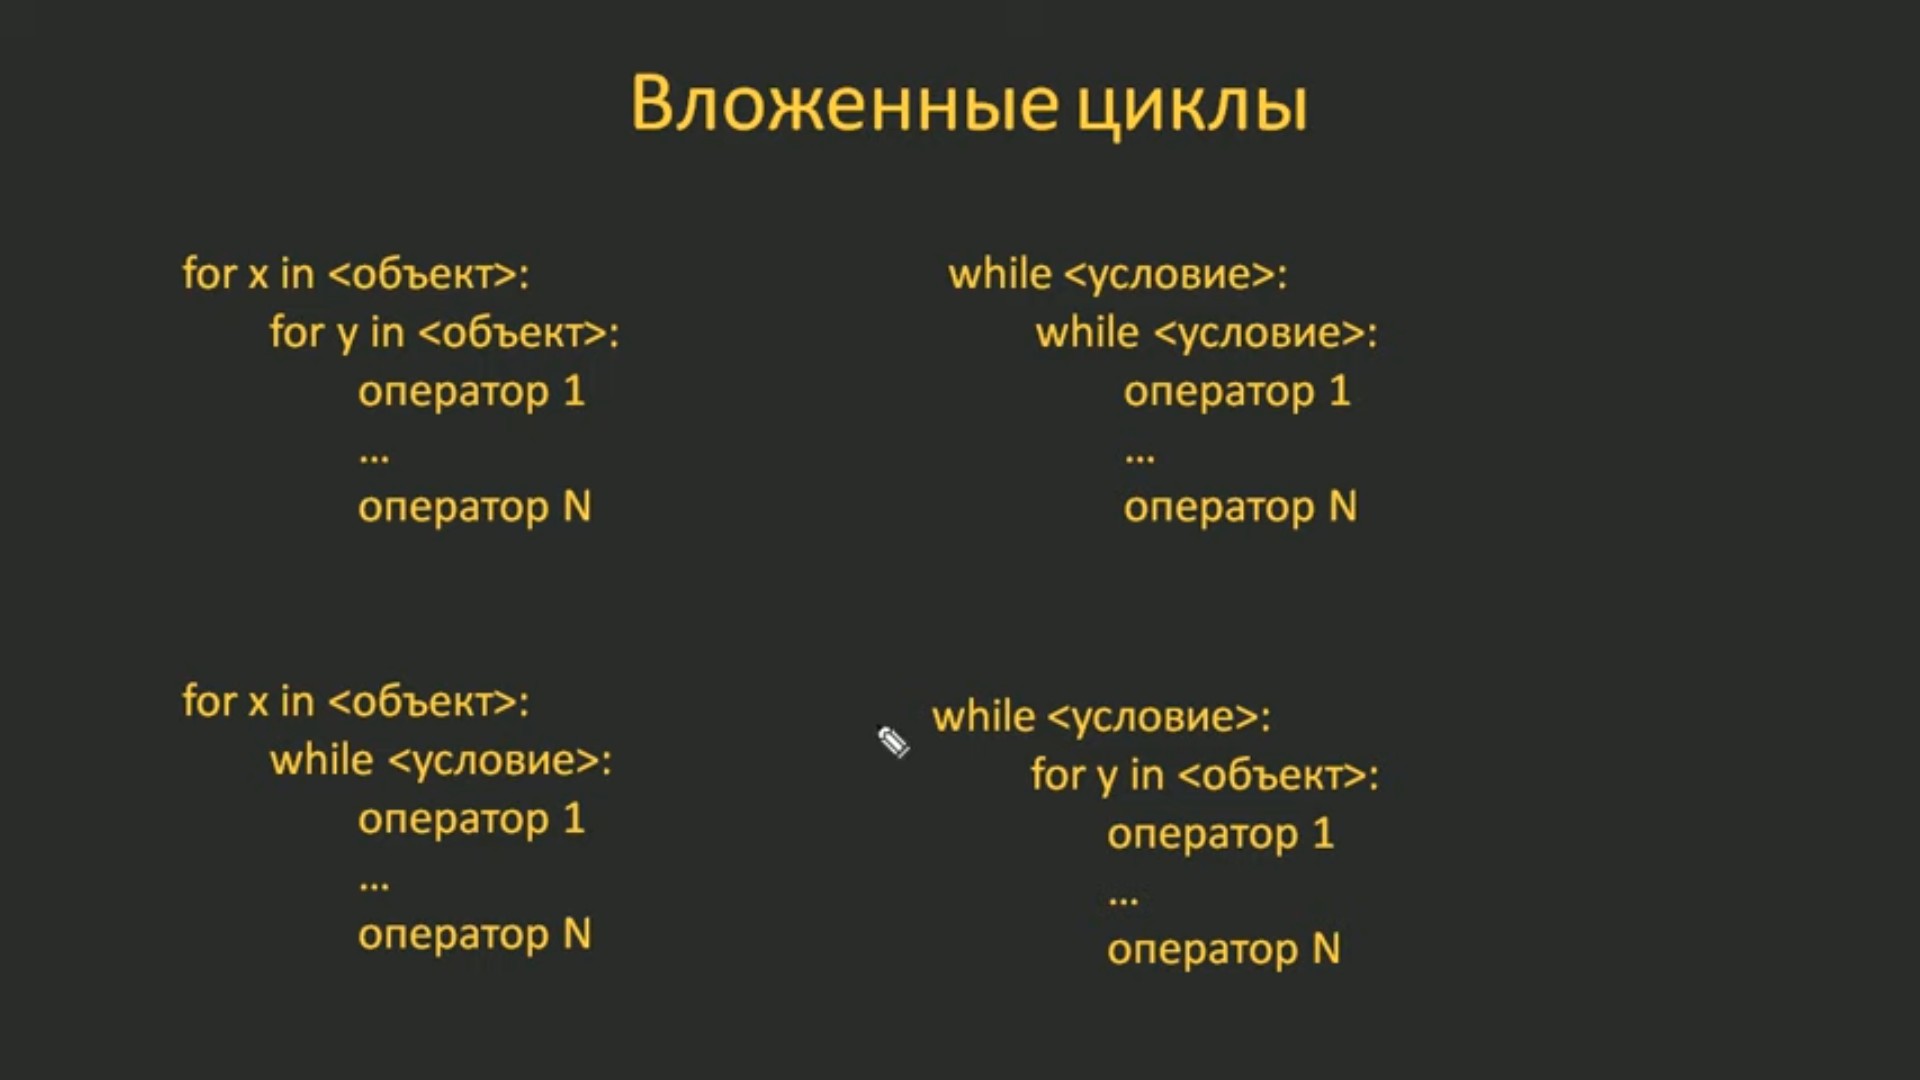 Вложенные циклы
for x in <объект>:
for y in <объект>:
оператор 1
...
оператор N
while <условие>:
while <условие>:
оператор 1
...
оператор N
for x in <объект>:
while <условие>:
оператор 1
...
оператор N
while <условие>:
for y in <объект>:
оператор 1
...
оператор N